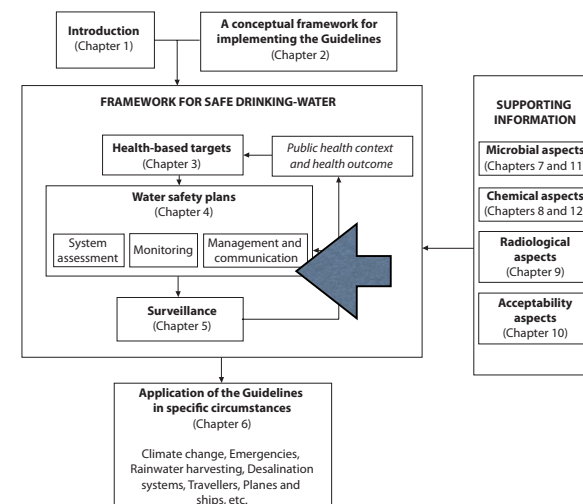 Introduction
(Chapter 1)
A conceptual framework for
implementing the Guidelines
(Chapter 2)
FRAMEWORK FOR SAFE DRINKING-WATER
Health-based targets
(Chapter 3)
Public health context
and health outcome
Water safety plans
(Chapter 4)
System
assessment
Monitoring
Management and
communication
Surveillance
(Chapter 5)
SUPPORTING
INFORMATION
Microbial aspects
(Chapters 7 and 11
Chemical aspects
(Chapters 8 and 12
Radiological
aspects
(Chapter 9)
Acceptability
aspects
(Chapter 10)
Application of the Guidelines
in specific circumstances
(Chapter 6)
Climate change, Emergencies,
Rainwater harvesting, Desalination
systems, Travellers, Planes and
ships, etc.